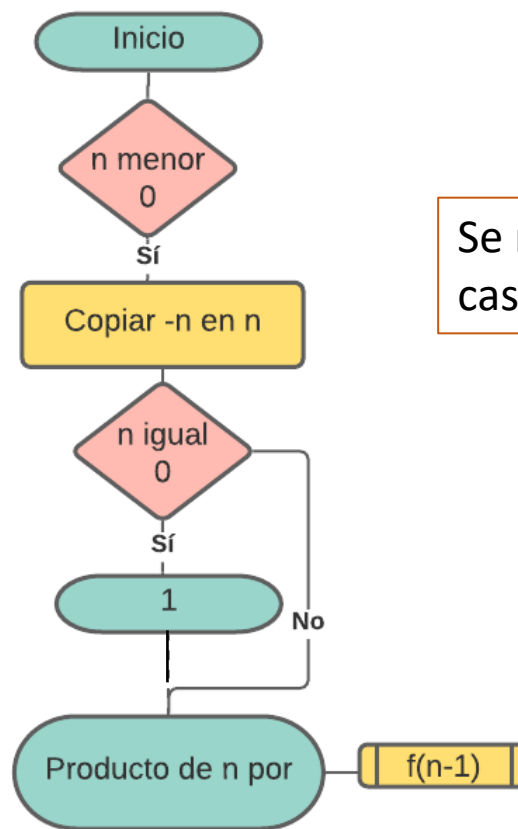 Inicio
n menor
0
Sí
Se
cas
Copiar -n en n
n igual
0
Sí
1
No
Producto de n por
f(n-1)